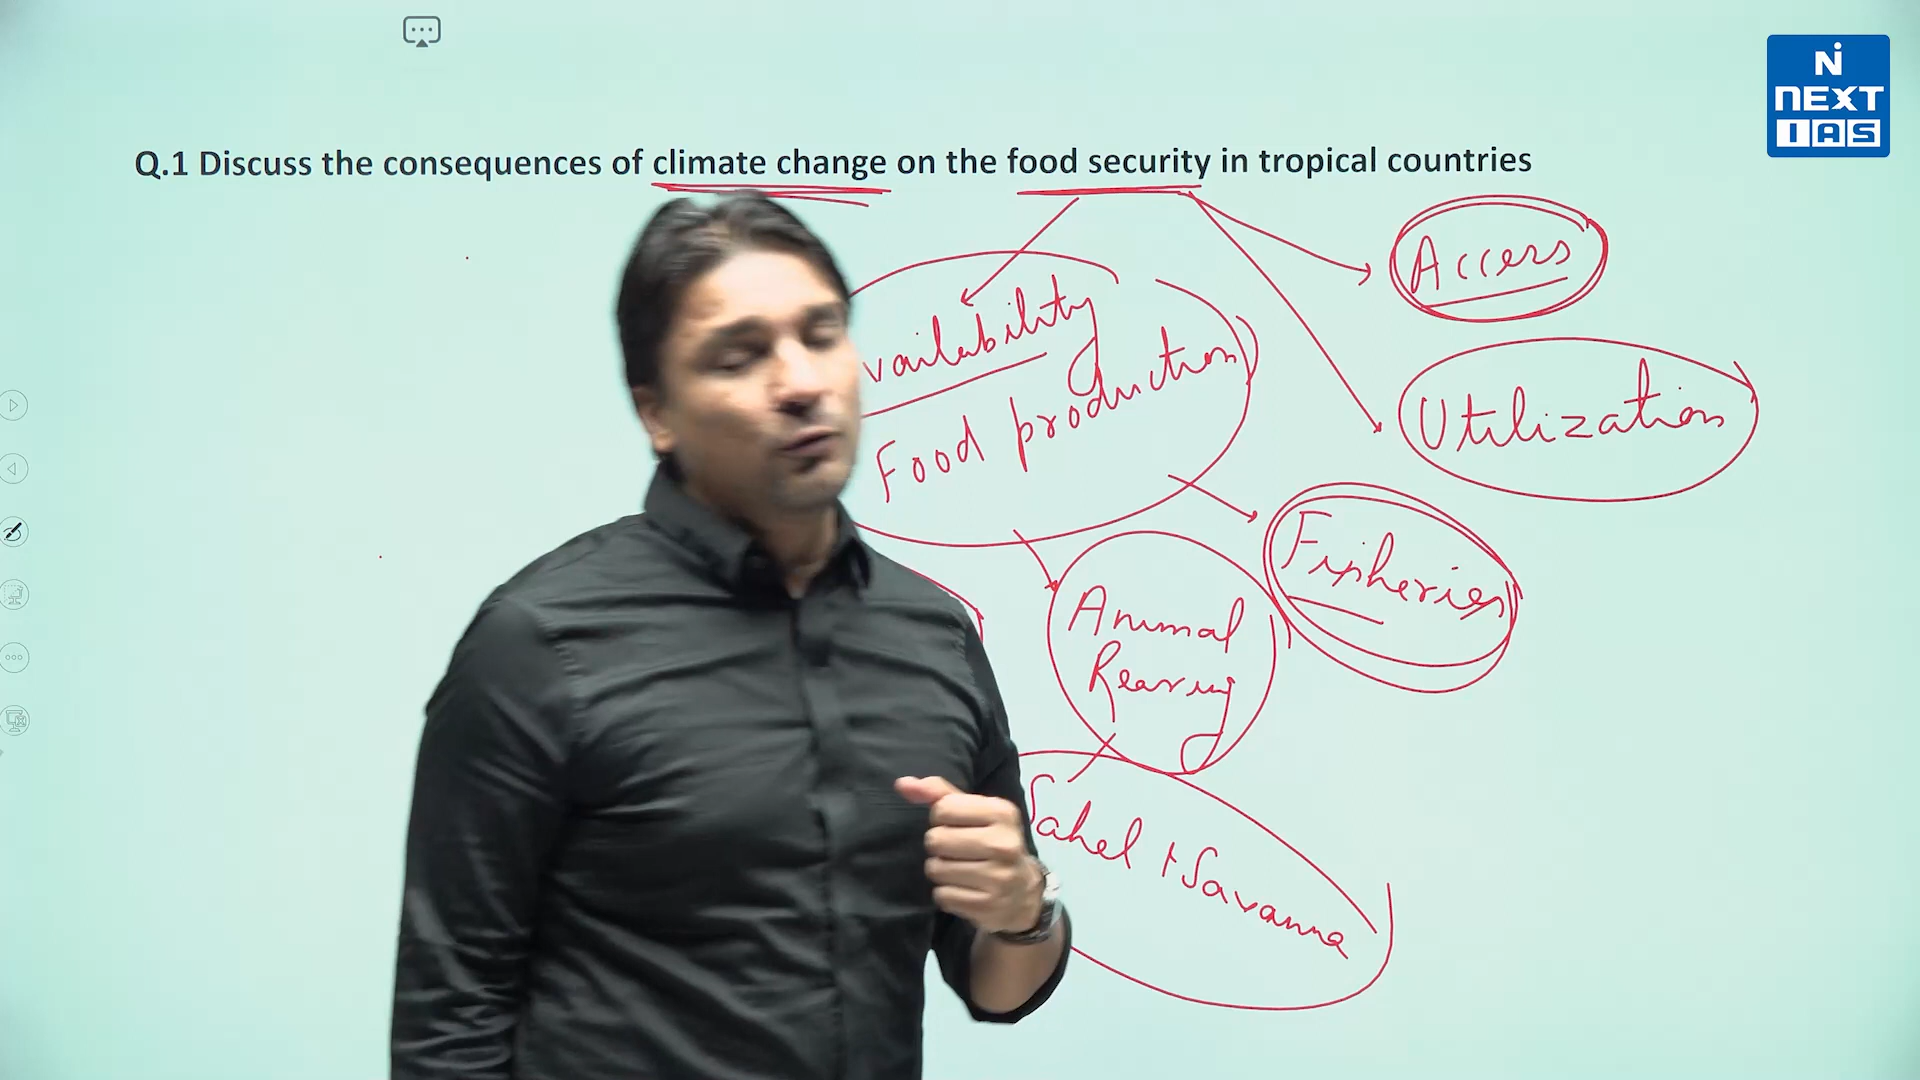 NEXT
IAS
Q.1 Discuss the consequences of climate change on the food security in tropical countries
Access
vailability
Food production
Utilization
Fisheries
Animal
Rearing
Sahel + Savanna